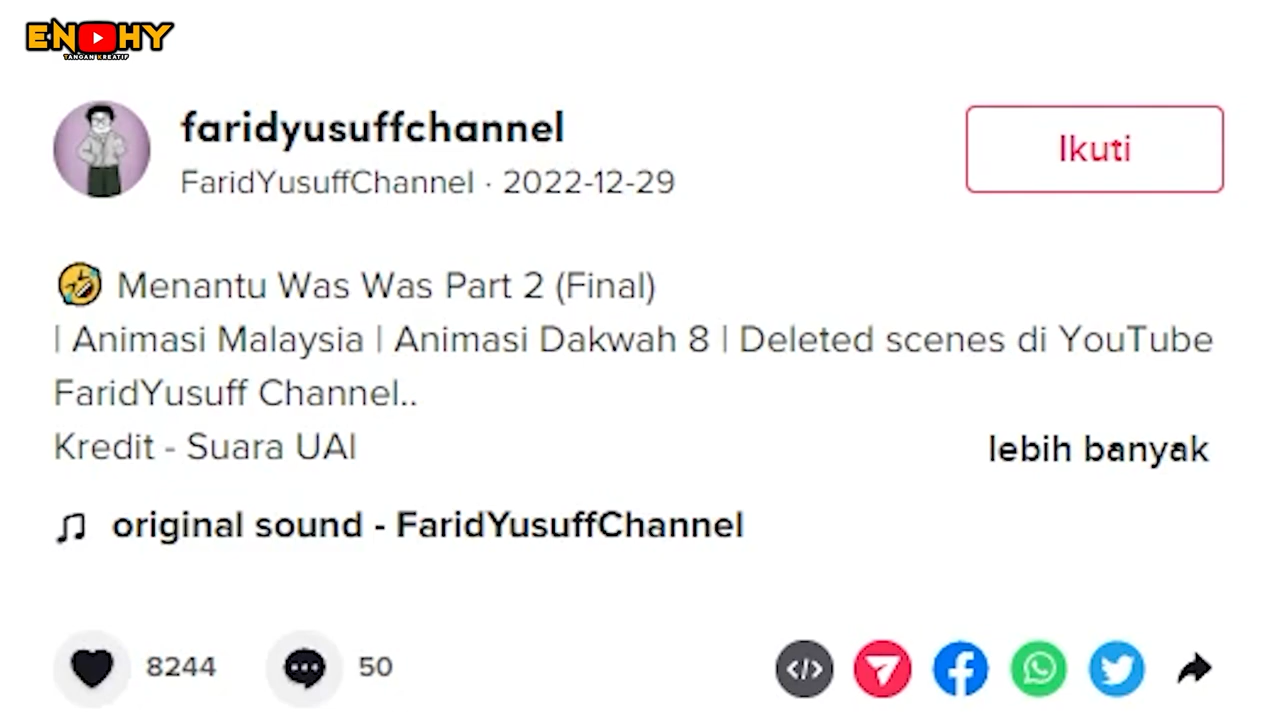 ENOHY
TANGAN KREATIF
faridyusuffchannel
FaridYusuffChannel · 2022-12-29
Ikuti
🤣 Menantu Was Was Part 2 (Final)
| Animasi Malaysia | Animasi Dakwah 8 | Deleted scenes di YouTube
FaridYusuff Channel..
Kredit - Suara UAI
lebih banyak
original sound - FaridYusuffChannel
8244
50